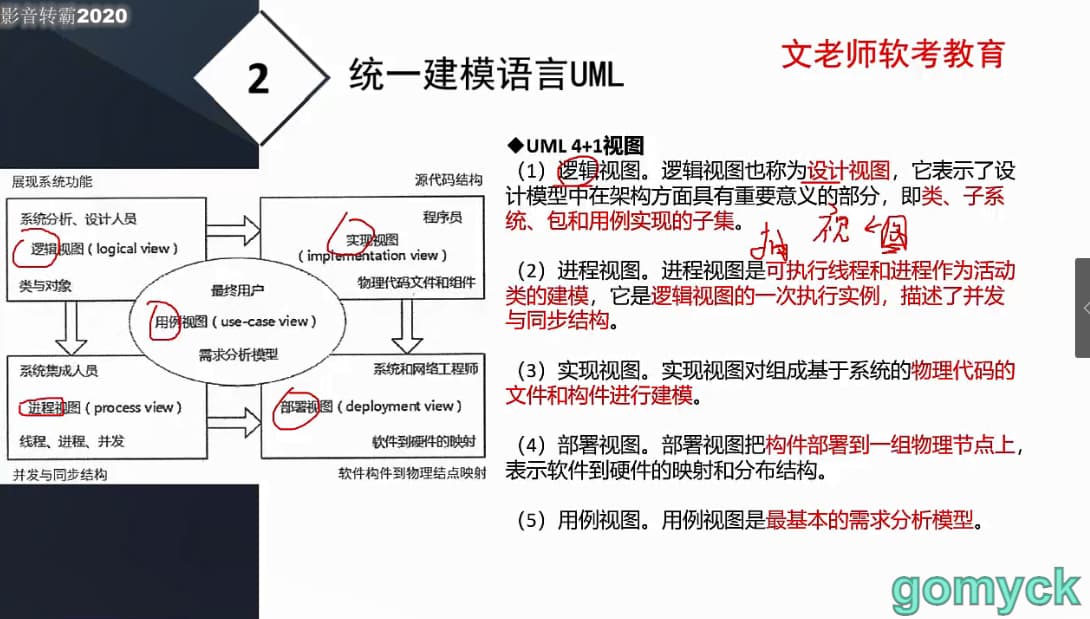 影音转霸2020
2
统一建模语言UML
文老师软考教育
展现系统功能
源代码结构
系统分析、设计人员
逻辑视图(logical view)
类与对象
程序员
实现视图
(implementation view)
物理代码文件和组件
最终用户
用例视图(use-case view)
需求分析模型
系统集成人员
进程视图(process view)
线程、进程、并发
系统和网络工程师
部署视图(deployment view)
软件到硬件的映射
并发与同步结构
软件构件到物理结点映射
◆UML 4+1视图
(1)逻辑视图。逻辑视图也称为设计视图,它表示了设
计模型中在架构方面具有重要意义的部分,即类、子系
统、包和用例实现的子集。
抽 视 ← 图
(2)进程视图。进程视图是可执行线程和进程作为活动
类的建模,它是逻辑视图的一次执行实例,描述了并发
与同步结构。
(3)实现视图。实现视图对组成基于系统的物理代码的
文件和构件进行建模。
(4)部署视图。部署视图把构件部署到一组物理节点上,
表示软件到硬件的映射和分布结构。
(5)用例视图。用例视图是最基本的需求分析模型。
gomyck